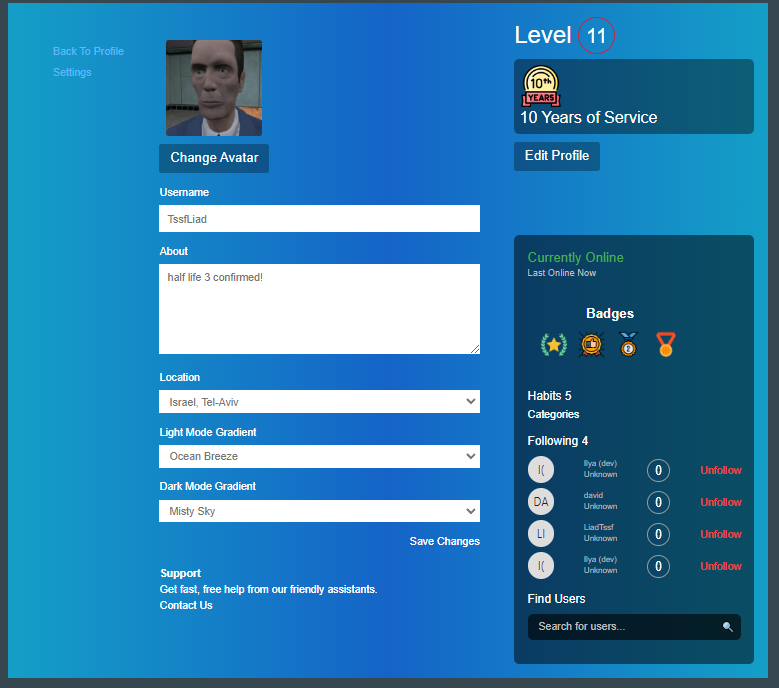 Back To Profile
Settings
Change Avatar
Username
TssfLiad
About
half life 3 confirmed!
Location
Israel, Tel-Aviv
Light Mode Gradient
Ocean Breeze
Dark Mode Gradient
Misty Sky
Save Changes
Support
Get fast, free help from our friendly assistants.
Contact Us
Level 11
10th
YEARS
10 Years of Service
Edit Profile
Currently Online
Last Online Now
Badges
2
Habits 5
Categories
Following 4
I( Ilya (dev) 0 Unfollow
Unknown
DA david 0 Unfollow
Unknown
LI LiadTssf 0 Unfollow
Unknown
I( Ilya (dev) 0 Unfollow
Unknown
Find Users
Search for users...